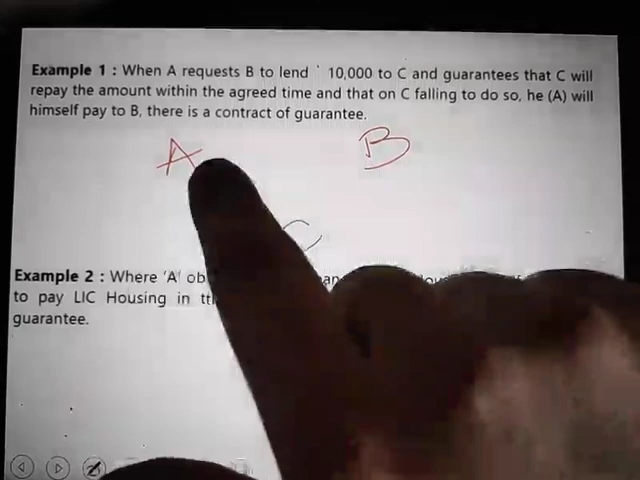 Example 1 : When A requests B to lend ` 10,000 to C and guarantees that C will
repay the amount within the agreed time and that on C falling to do so, he (A) will
himself pay to B, there is a contract of guarantee.
A B
C
Example 2 : Where 'A' ob
to pay LIC Housing in
guarantee.